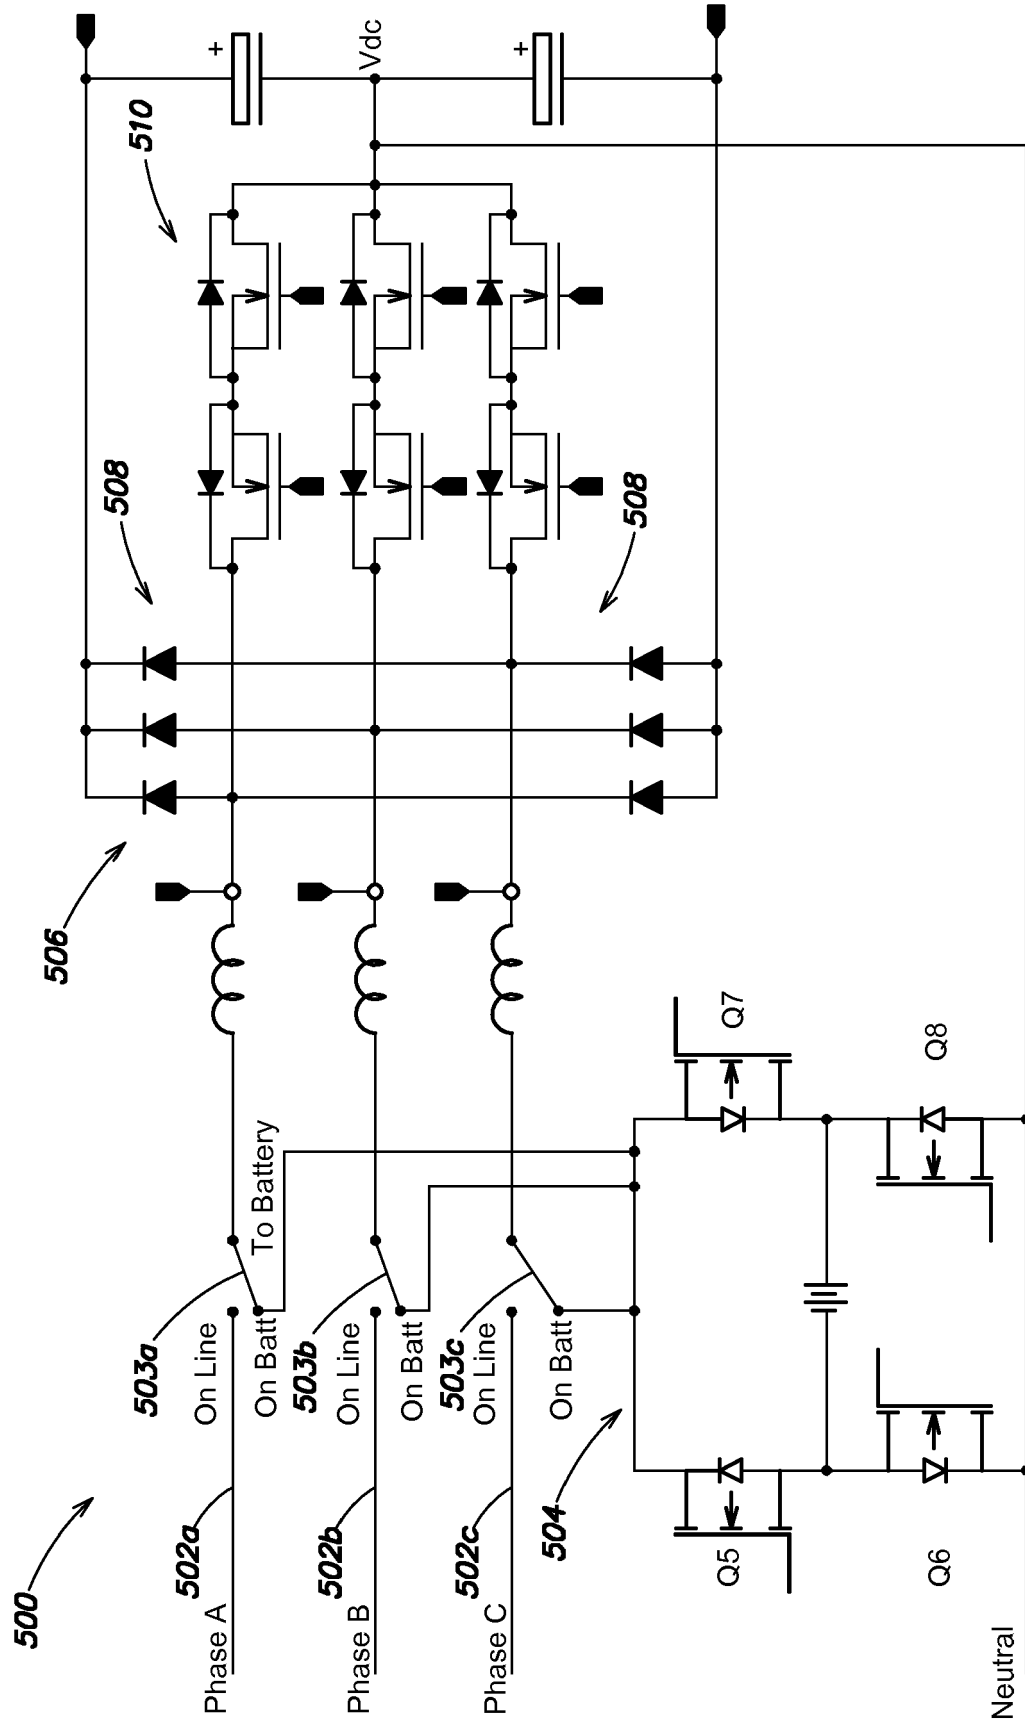 500
Phase A
502a
Phase B
502b
Phase C
502c
Neutral
503a
On Line
On Batt
To Battery
503b
On Line
On Batt
503c
On Line
On Batt
504
Q5
Q6
Q7
Q8
506
508
508
510
+
Vdc
+